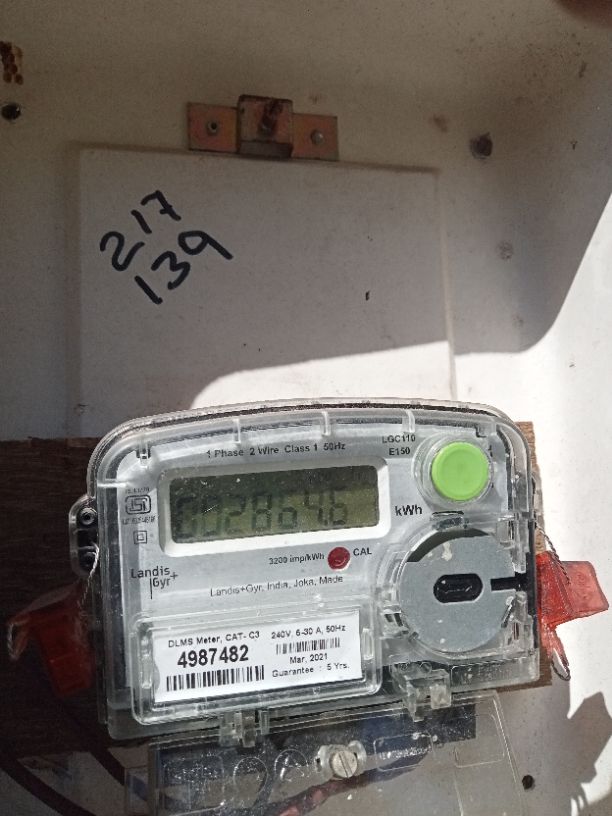 217
139
1 Phase 2 Wire Class 1 50Hz
LGC110
E150
002864.6
kWh
3200 imp/kWh
CAL
Landis+Gyr, India, Joka, Made
Landis
Gyr+
DLMS Meter, CAT- C3
240V, 6-30 A, 50Hz
4987482
Mar, 2021
Guarantee : 5 Yrs.